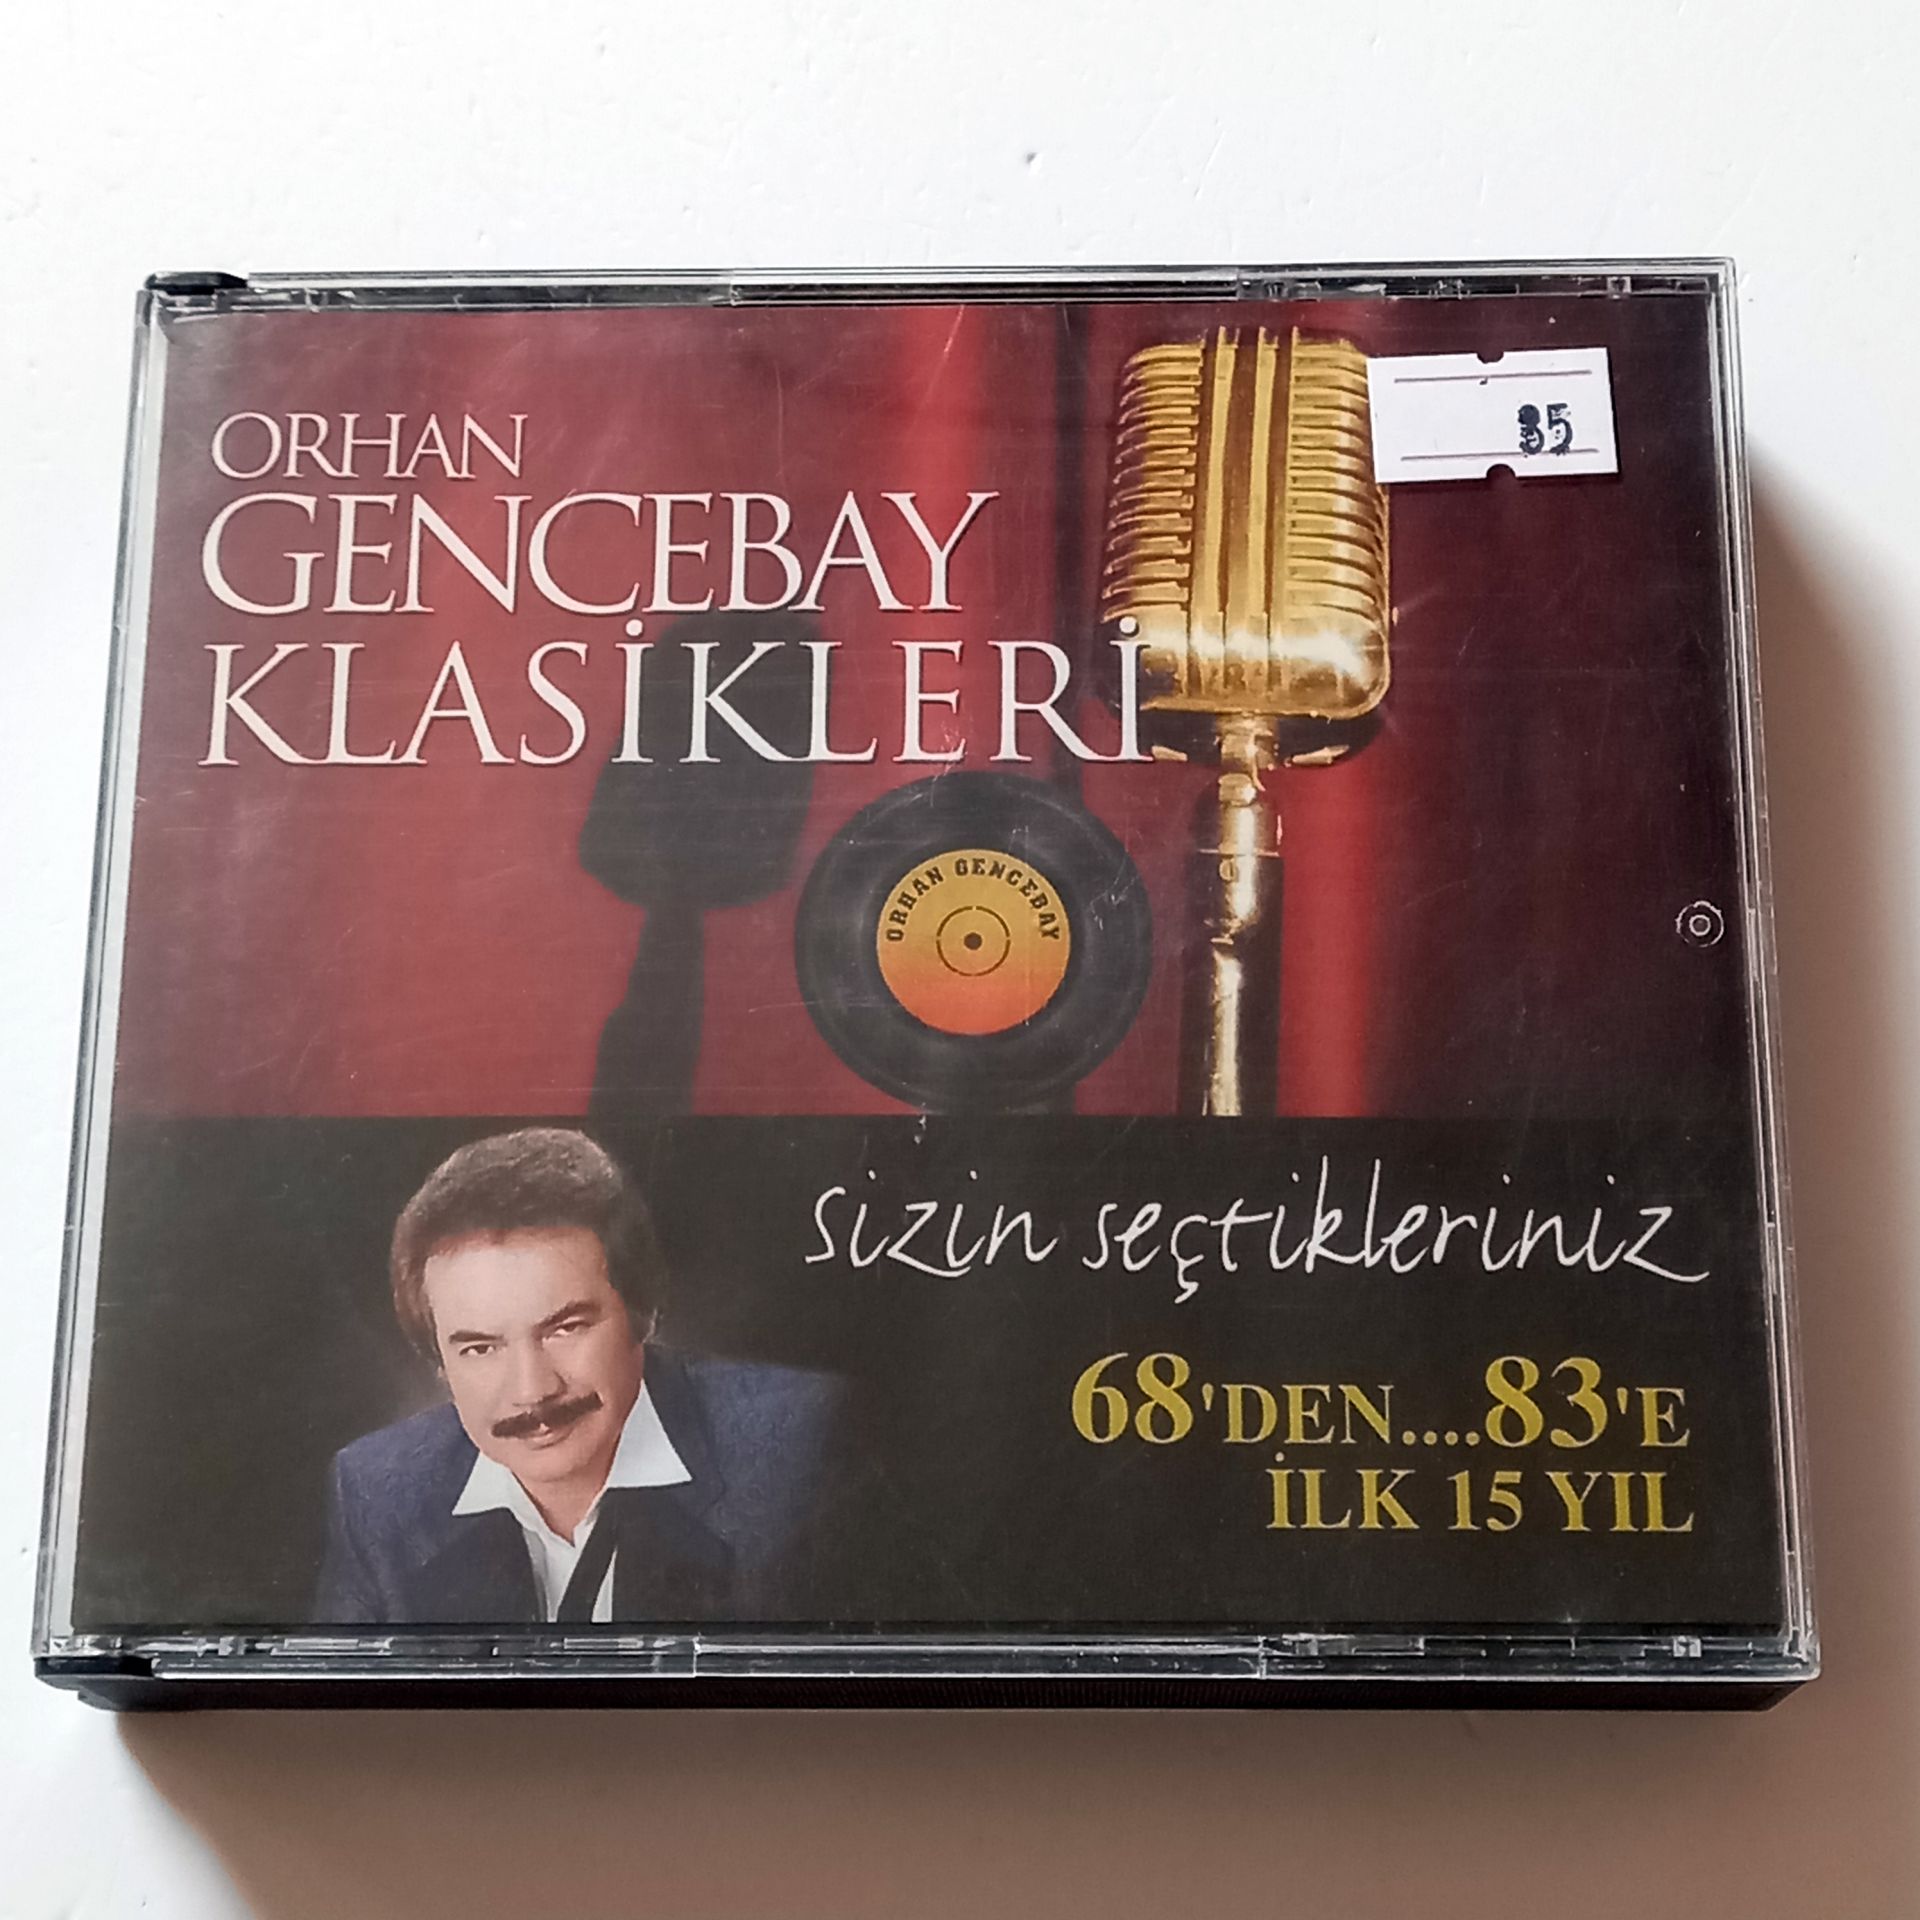 ORHAN
GENCEBAY
KLASİKLERİ
85
ORHAN GENCEBAY
sizin seçtikleriniz
68'DEN....83'E
İLK 15 YIL